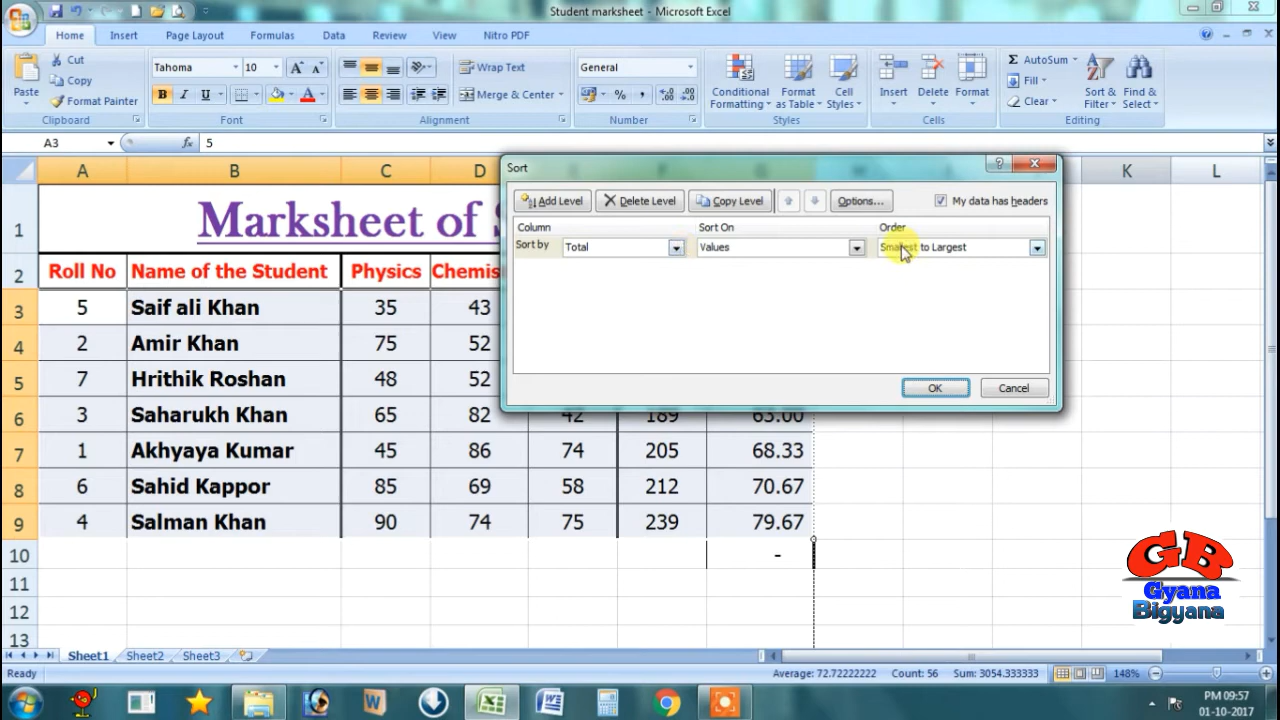 Student marksheet - Microsoft Excel
Home Insert Page Layout Formulas Data Review View Nitro PDF
Paste
Cut
Copy
Format Painter
Clipboard
Tahoma 10
B I U
Font
Wrap Text
Merge & Center
Alignment
General
% ,
Number
Conditional Formatting
Format as Table
Cell Styles
Styles
Insert
Delete
Format
Cells
AutoSum
Fill
Clear
Sort & Filter
Find & Select
Editing
A3 fx 5
A B C D K L
1 Marksheet of
2 Roll No Name of the Student Physics Chemis
3 5 Saif ali Khan 35 43
4 2 Amir Khan 75 52
5 7 Hrithik Roshan 48 52
6 3 Saharukh Khan 65 82 42 189 63.00
7 1 Akhyaya Kumar 45 86 74 205 68.33
8 6 Sahid Kappor 85 69 58 212 70.67
9 4 Salman Khan 90 74 75 239 79.67
10 -
11
12
13
Sort
Add Level Delete Level Copy Level Options... My data has headers
Column Sort On Order
Sort by Total Values Smallest to Largest
OK Cancel
GB
Gyana
Bigyana
Sheet1 Sheet2 Sheet3
Ready Average: 72.72222222 Count: 56 Sum: 3054.333333 148%
PM 09:57
01-10-2017